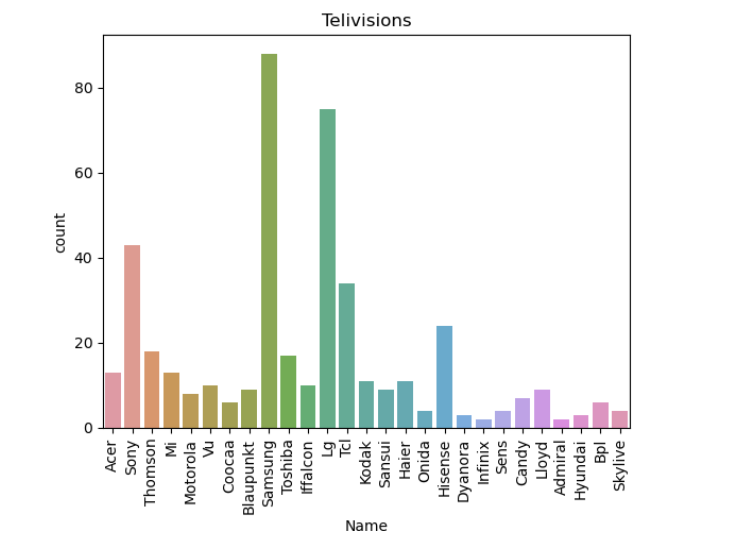 Telivisions
80
60
40
20
0
count
Acer
Sony
Thomson
Mi
Motorola
Vu
Coocaa
Blaupunkt
Samsung
Toshiba
Iffalcon
Lg
Tcl
Kodak
Sansui
Haier
Onida
Hisense
Dyanora
Infinix
Sens
Candy
Lloyd
Admiral
Hyundai
Bpl
Skylive
Name